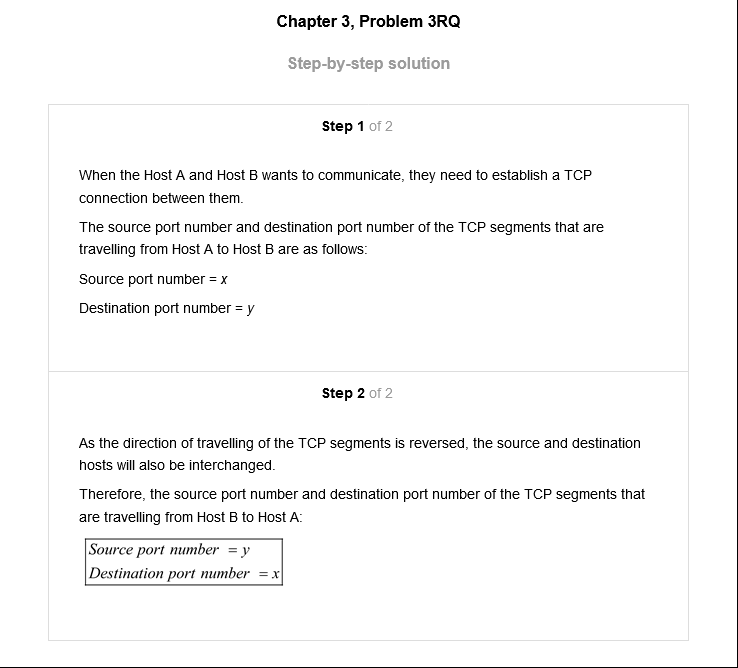 Chapter 3, Problem 3RQ
Step-by-step solution
Step 1 of 2
When the Host A and Host B wants to communicate, they need to establish a TCP
connection between them.
The source port number and destination port number of the TCP segments that are
travelling from Host A to Host B are as follows:
Source port number = x
Destination port number = y
Step 2 of 2
As the direction of travelling of the TCP segments is reversed, the source and destination
hosts will also be interchanged.
Therefore, the source port number and destination port number of the TCP segments that
are travelling from Host B to Host A:
Source port number = y
Destination port number = x